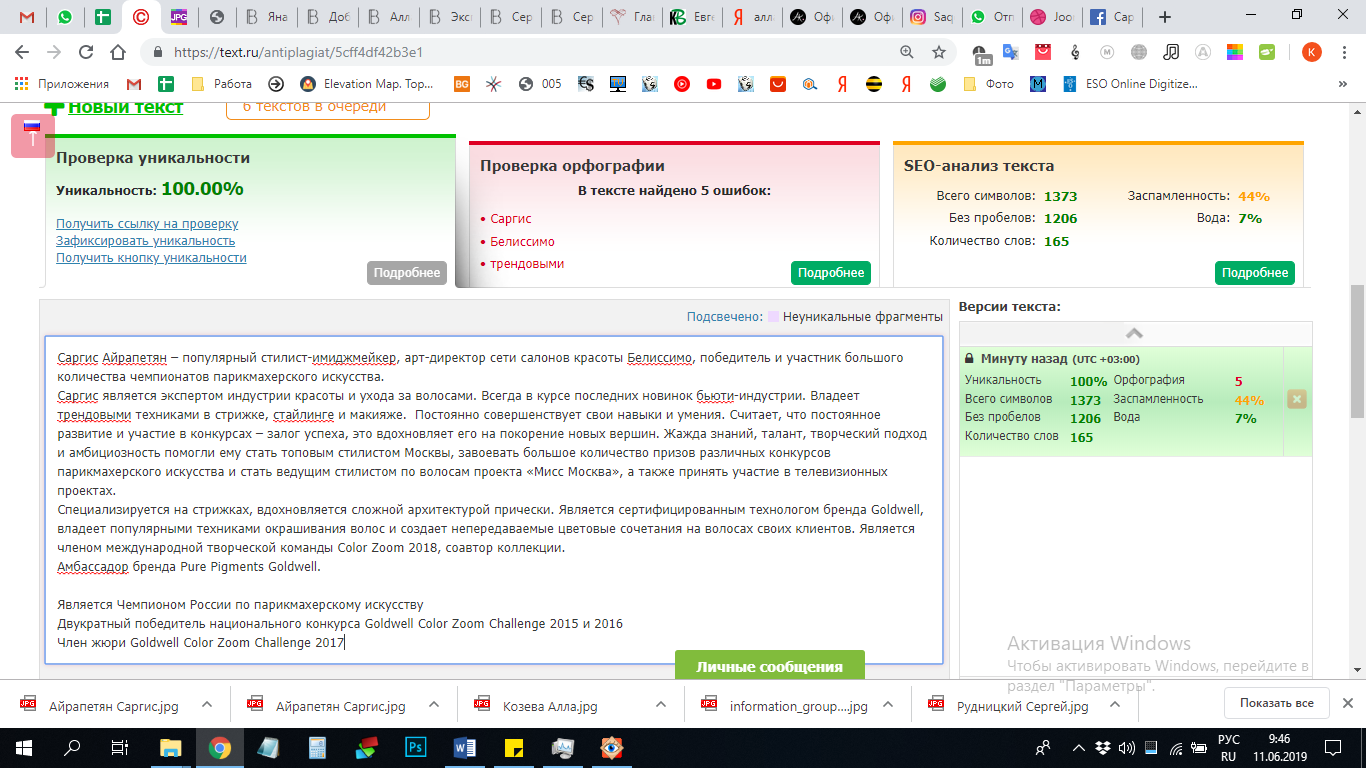 Яна
Доб
Алл
Экс
Сер
Сер
Гла
Евге
алл
Офи
Офи
Saq
Отп
Joo
Сар
https://text.ru/antiplagiat/5cff4df42b3e1
1m
Приложения
Работа
Elevation Map. Top...
BG
005
Фото
ESO Online Digitize...
Новый текст
6 текстов в очереди
Проверка уникальности
Уникальность: 100.00%
Получить ссылку на проверку
Зафиксировать уникальность
Получить кнопку уникальности
Подробнее
Проверка орфографии
В тексте найдено 5 ошибок:
• Саргис
• Белиссимо
• трендовыми
Подробнее
SEO-анализ текста
Всего символов: 1373 Заспамленность: 44%
Без пробелов: 1206 Вода: 7%
Количество слов: 165
Подробнее
Подсвечено: Неуникальные фрагменты
Саргис Айрапетян – популярный стилист-имиджмейкер, арт-директор сети салонов красоты Белиссимо, победитель и участник большого
количества чемпионатов парикмахерского искусства.
Саргис является экспертом индустрии красоты и ухода за волосами. Всегда в курсе последних новинок бьюти-индустрии. Владеет
трендовыми техниками в стрижке, стайлинге и макияже. Постоянно совершенствует свои навыки и умения. Считает, что постоянное
развитие и участие в конкурсах – залог успеха, это вдохновляет его на покорение новых вершин. Жажда знаний, талант, творческий подход
и амбициозность помогли ему стать топовым стилистом Москвы, завоевать большое количество призов различных конкурсов
парикмахерского искусства и стать ведущим стилистом по волосам проекта «Мисс Москва», а также принять участие в телевизионных
проектах.
Специализируется на стрижках, вдохновляется сложной архитектурой прически. Является сертифицированным технологом бренда Goldwell,
владеет популярными техниками окрашивания волос и создает непередаваемые цветовые сочетания на волосах своих клиентов. Является
членом международной творческой команды Color Zoom 2018, соавтор коллекции.
Амбассадор бренда Pure Pigments Goldwell.
Является Чемпионом России по парикмахерскому искусству
Двукратный победитель национального конкурса Goldwell Color Zoom Challenge 2015 и 2016
Член жюри Goldwell Color Zoom Challenge 2017
Версии текста:
Минуту назад (UTC +03:00)
Уникальность 100% Орфография 5
Всего символов 1373 Заспамленность 44%
Без пробелов 1206 Вода 7%
Количество слов 165
Личные сообщения
Активация Windows
Чтобы активировать Windows, перейдите в
раздел "Параметры".
Айрапетян Саргис.jpg
Айрапетян Саргис.jpg
Козева Алла.jpg
information_group....jpg
Рудницкий Сергей.jpg
Показать все
РУС
RU
9:46
11.06.2019